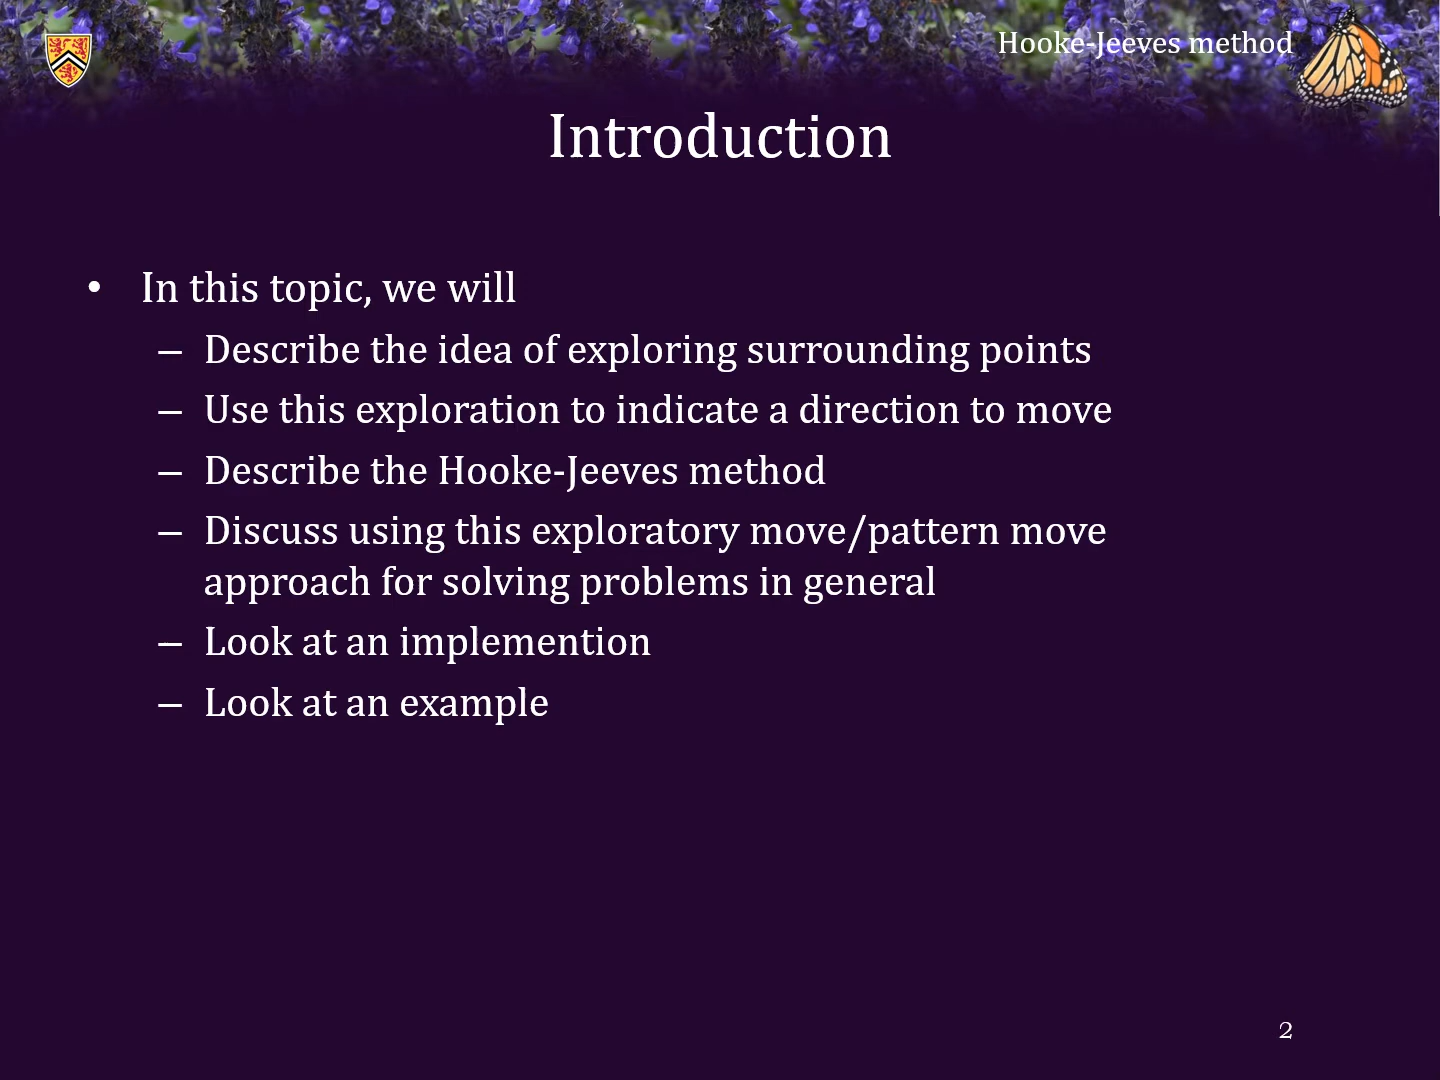 Hooke-Jeeves method
Introduction
• In this topic, we will
– Describe the idea of exploring surrounding points
– Use this exploration to indicate a direction to move
– Describe the Hooke-Jeeves method
– Discuss using this exploratory move/pattern move
approach for solving problems in general
– Look at an implemention
– Look at an example
2